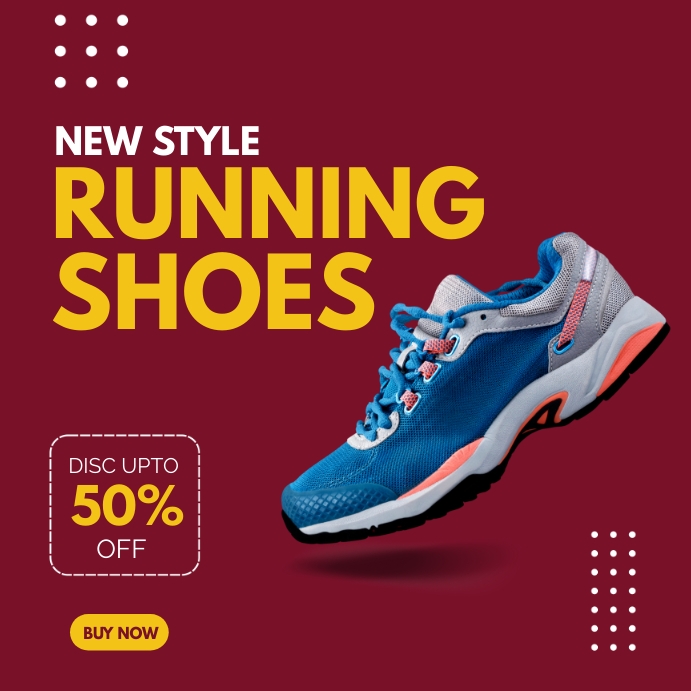 NEW STYLE
RUNNING
SHOES
DISC UPTO
50%
OFF
BUY NOW